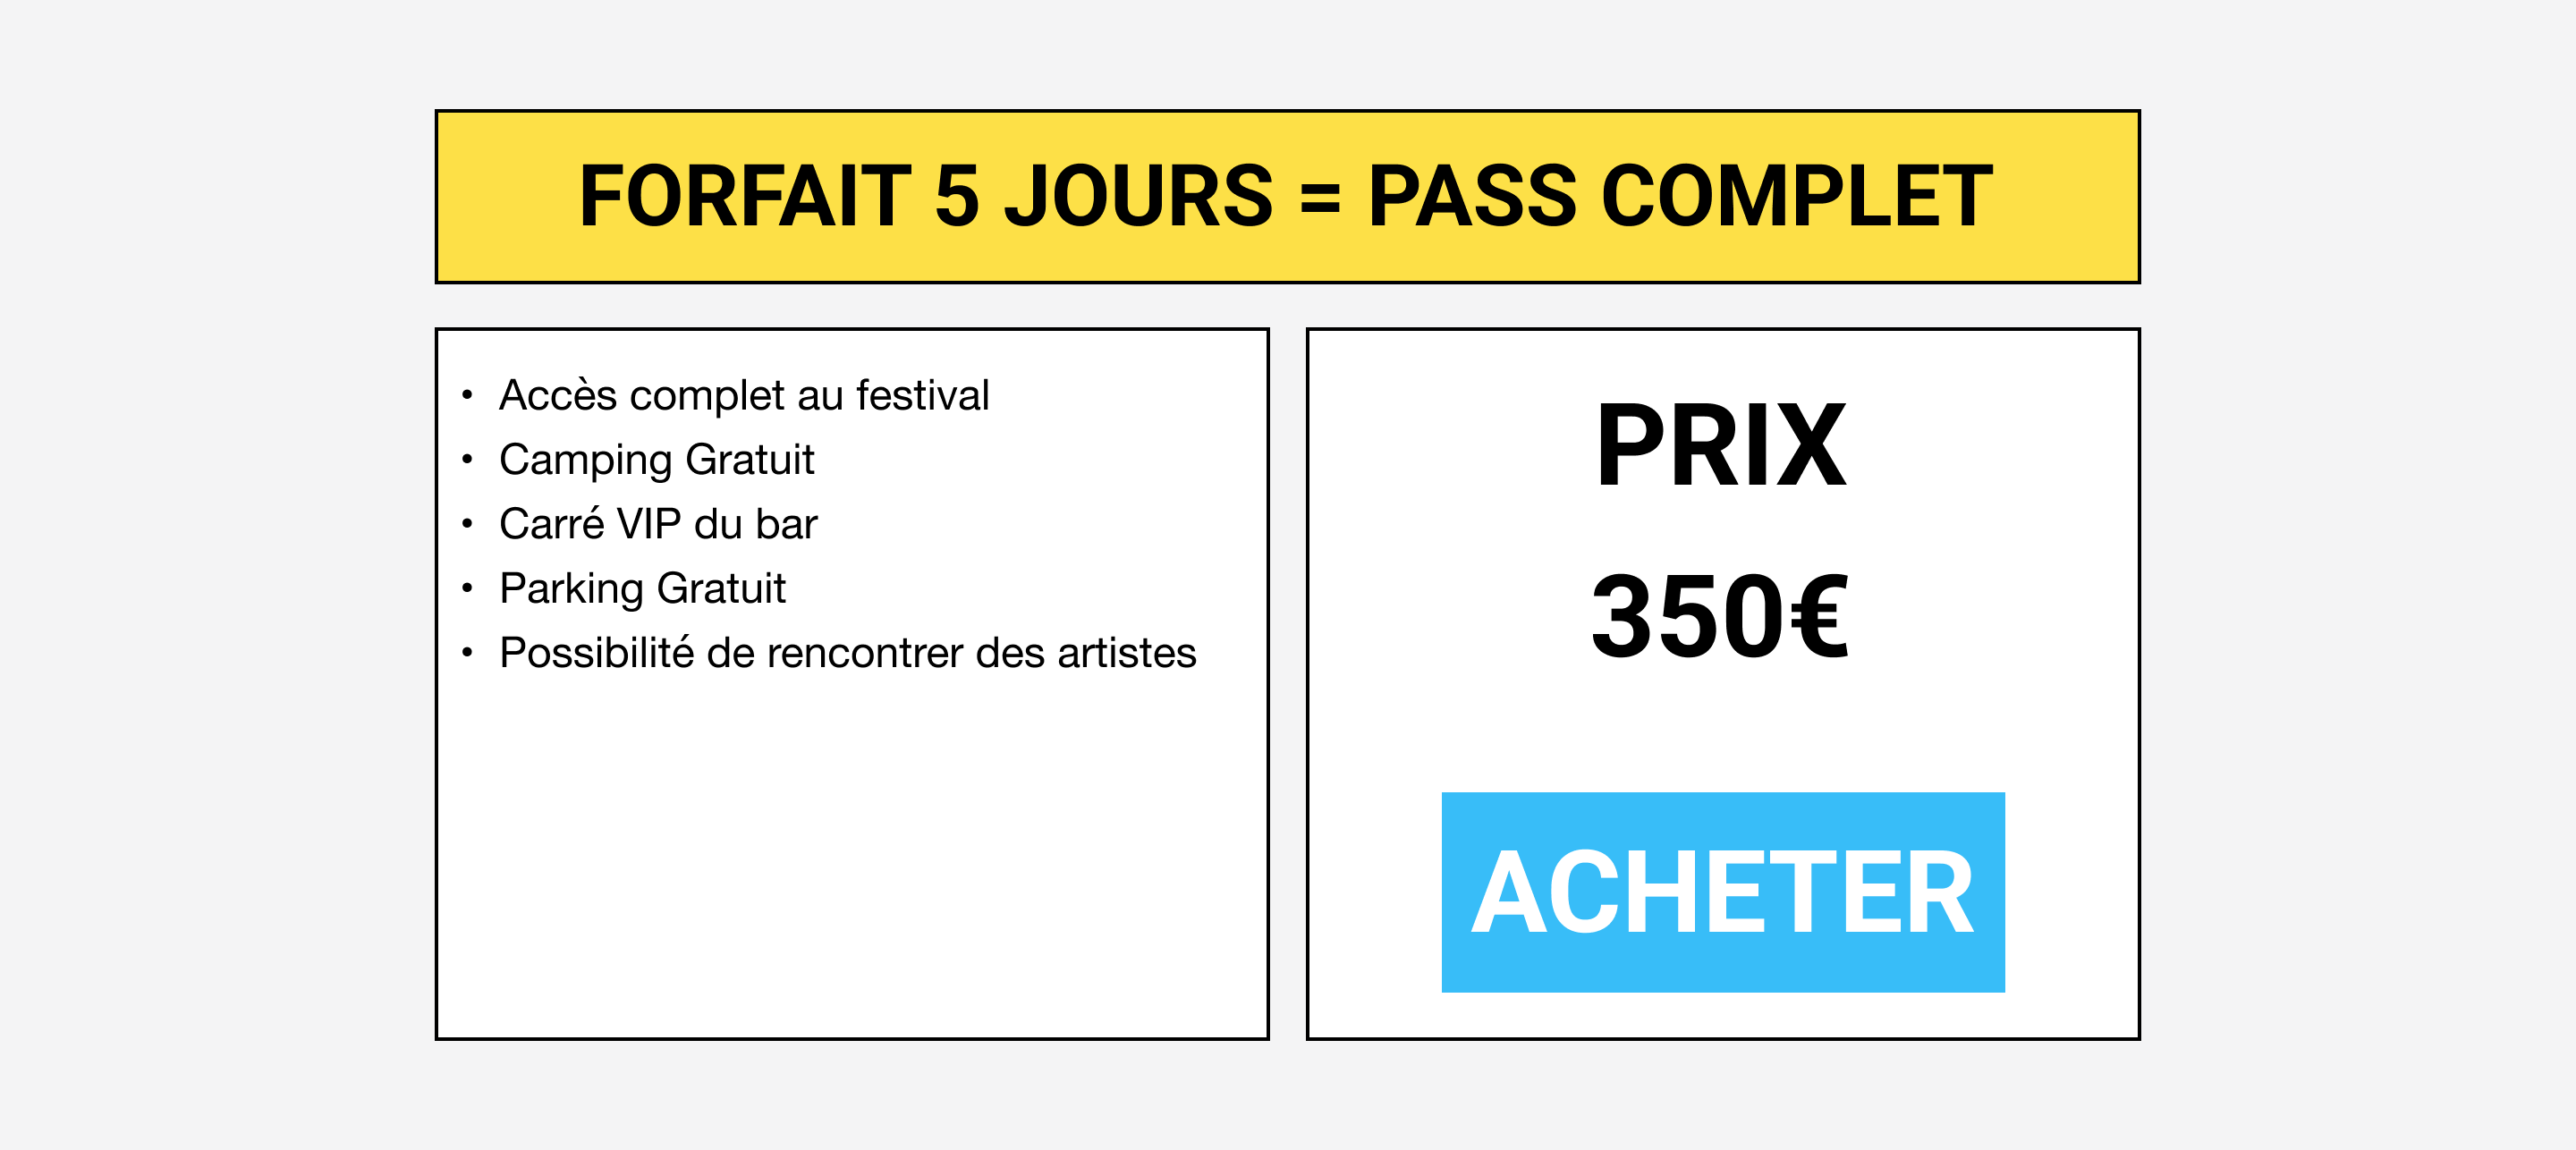 FORFAIT 5 JOURS = PASS COMPLET
• Accès complet au festival
• Camping Gratuit
• Carré VIP du bar
• Parking Gratuit
• Possibilité de rencontrer des artistes
PRIX
350€
ACHETER